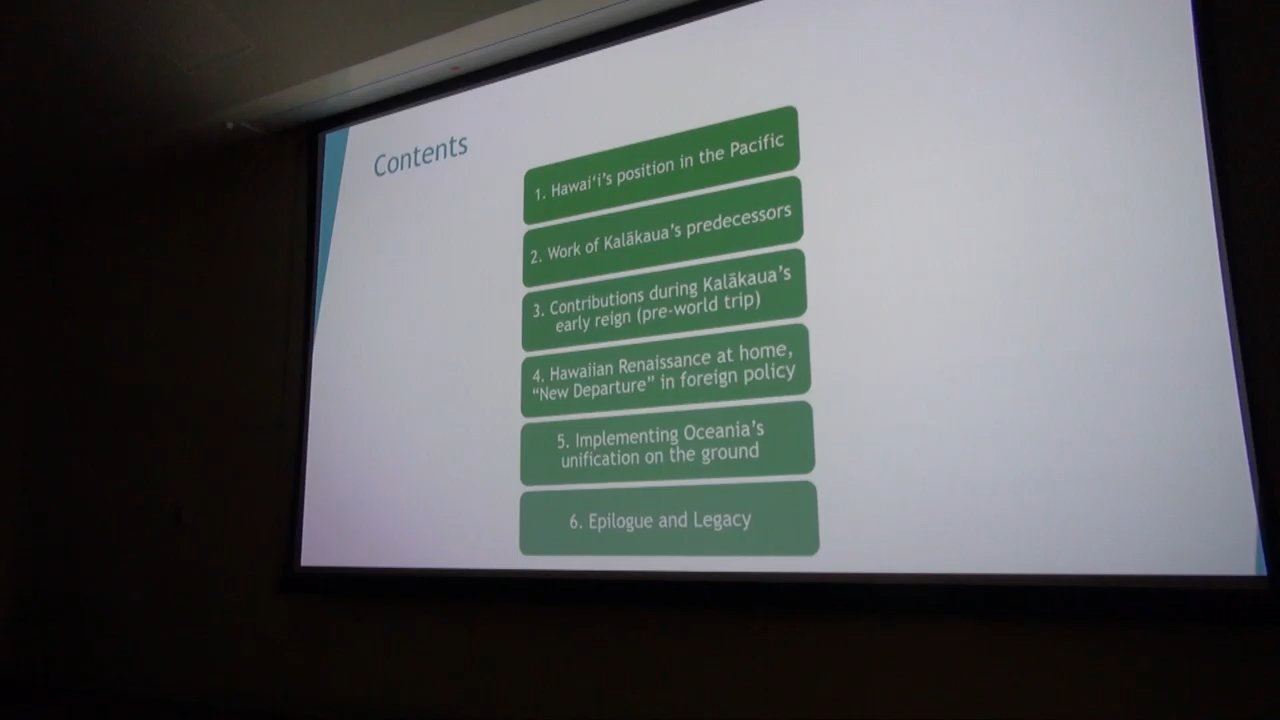 Contents
1. Hawaiʻi’s position in the Pacific
2. Work of Kalākaua’s predecessors
3. Contributions during Kalākaua’s
early reign (pre-world trip)
4. Hawaiian Renaissance at home,
“New Departure” in foreign policy
5. Implementing Oceania’s
unification on the ground
6. Epilogue and Legacy